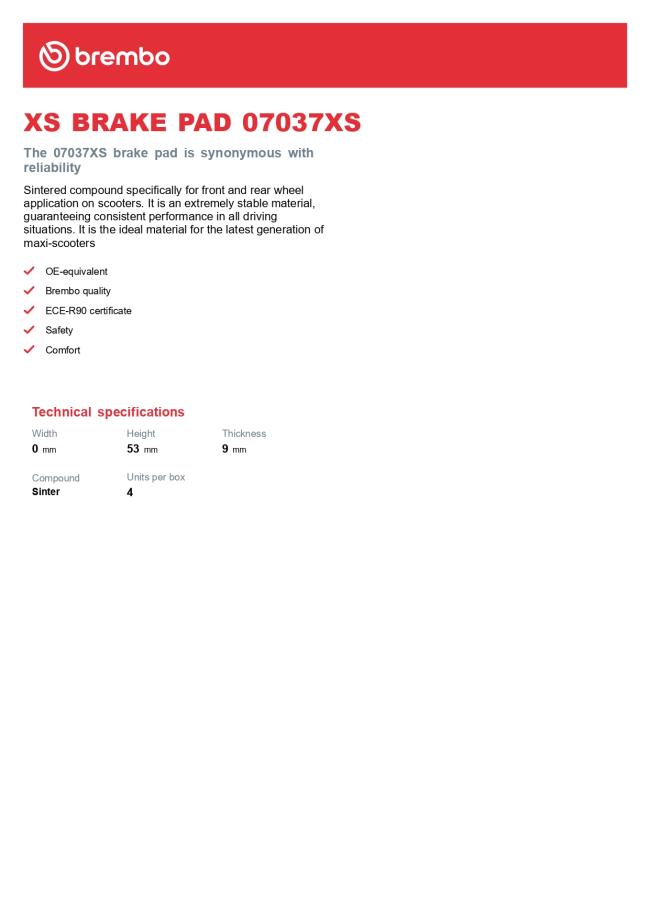 brembo
XS BRAKE PAD 07037XS
The 07037XS brake pad is synonymous with
reliability
Sintered compound specifically for front and rear wheel
application on scooters. It is an extremely stable material,
guaranteeing consistent performance in all driving
situations. It is the ideal material for the latest generation of
maxi-scooters
OE-equivalent
Brembo quality
ECE-R90 certificate
Safety
Comfort
Technical specifications
Width Height Thickness
0 mm 53 mm 9 mm
Compound Units per box
Sinter 4